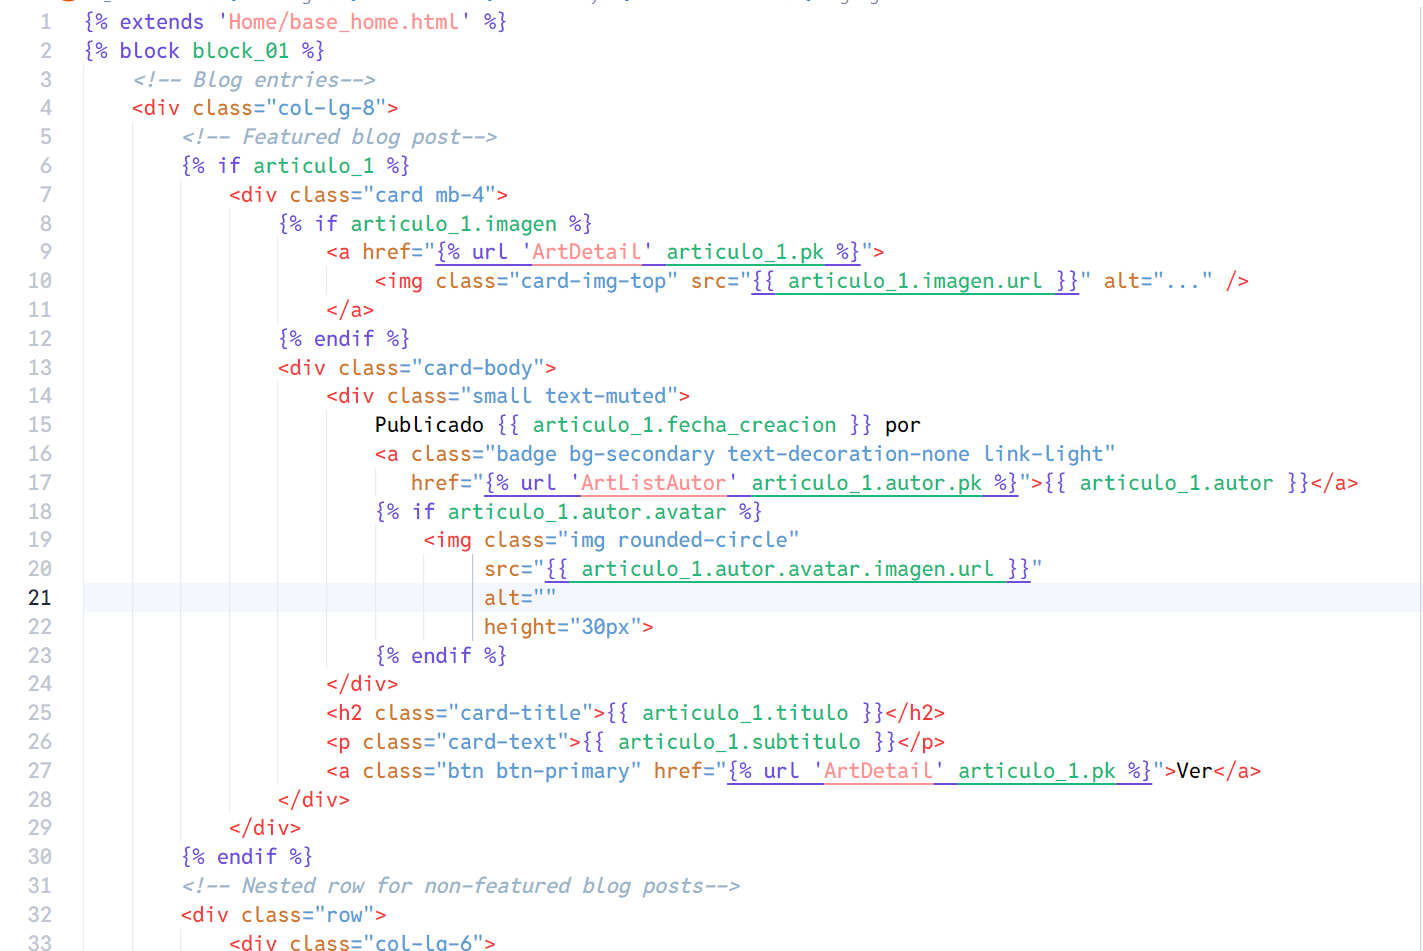 1 {% extends 'Home/base_home.html' %}
2 {% block block_01 %}
3 <!-- Blog entries-->
4 <div class="col-lg-8">
5 <!-- Featured blog post-->
6 {% if articulo_1 %}
7 <div class="card mb-4">
8 {% if articulo_1.imagen %}
9 <a href="{% url 'ArtDetail' articulo_1.pk %}">
10 <img class="card-img-top" src="{{ articulo_1.imagen.url }}" alt="..." />
11 </a>
12 {% endif %}
13 <div class="card-body">
14 <div class="small text-muted">
15 Publicado {{ articulo_1.fecha_creacion }} por
16 <a class="badge bg-secondary text-decoration-none link-light"
17 href="{% url 'ArtListAutor' articulo_1.autor.pk %}">{{ articulo_1.autor }}</a>
18 {% if articulo_1.autor.avatar %}
19 <img class="img rounded-circle"
20 src="{{ articulo_1.autor.avatar.imagen.url }}"
21 alt=""
22 height="30px">
23 {% endif %}
24 </div>
25 <h2 class="card-title">{{ articulo_1.titulo }}</h2>
26 <p class="card-text">{{ articulo_1.subtitulo }}</p>
27 <a class="btn btn-primary" href="{% url 'ArtDetail' articulo_1.pk %}">Ver</a>
28 </div>
29 </div>
30 {% endif %}
31 <!-- Nested row for non-featured blog posts-->
32 <div class="row">
33 <div class="col-lg-6">